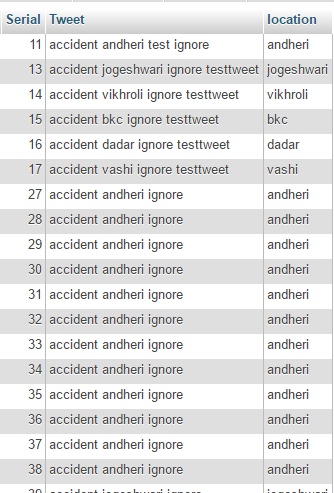 Serial Tweet location
11 accident andheri test ignore andheri
13 accident jogeshwari ignore testtweet jogeshwari
14 accident vikhroli ignore testtweet vikhroli
15 accident bkc ignore testtweet bkc
16 accident dadar ignore testtweet dadar
17 accident vashi ignore testtweet vashi
27 accident andheri ignore andheri
28 accident andheri ignore andheri
29 accident andheri ignore andheri
30 accident andheri ignore andheri
31 accident andheri ignore andheri
32 accident andheri ignore andheri
33 accident andheri ignore andheri
34 accident andheri ignore andheri
35 accident andheri ignore andheri
36 accident andheri ignore andheri
37 accident andheri ignore andheri
38 accident andheri ignore andheri
39 accident jogeshwari ignore jogeshwari